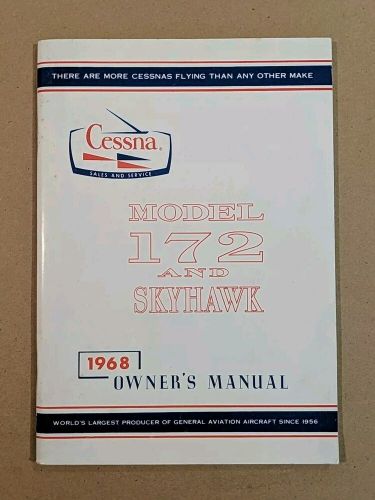 THERE ARE MORE CESSNAS FLYING THAN ANY OTHER MAKE
Cessna®
SALES AND SERVICE
MODEL
172
AND
SKYHAWK
1968
OWNER'S MANUAL
WORLD'S LARGEST PRODUCER OF GENERAL AVIATION AIRCRAFT SINCE 1956